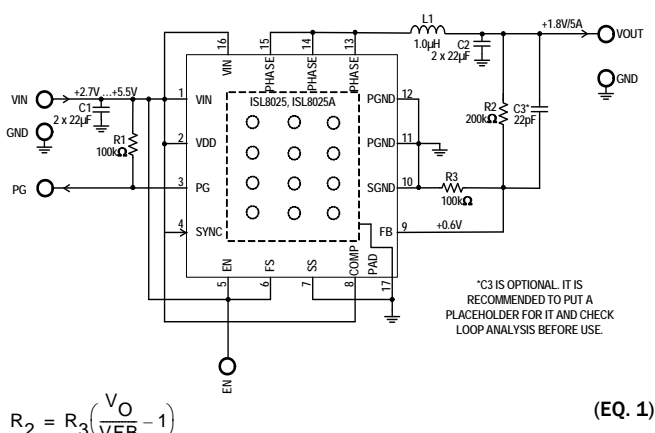 16
15
14
13
VIN
PHASE
PHASE
PHASE
L1
1.0µH
C2
2 x 22µF
+1.8V/5A
VOUT
GND
R2
200kΩ
C3*
22pF
ISL8025, ISL8025A
VIN
+2.7V ...+5.5V
C1
2 x 22µF
GND
R1
100kΩ
PG
1
VIN
2
VDD
3
PG
4
SYNC
PGND
12
PGND
11
SGND
10
R3
100kΩ
FB
9
+0.6V
EN
FS
SS
COMP
PAD
5
6
7
8
17
EN
*C3 IS OPTIONAL. IT IS
RECOMMENDED TO PUT A
PLACEHOLDER FOR IT AND CHECK
LOOP ANALYSIS BEFORE USE.
R2 = R3(VO/VFB – 1)
(EQ. 1)